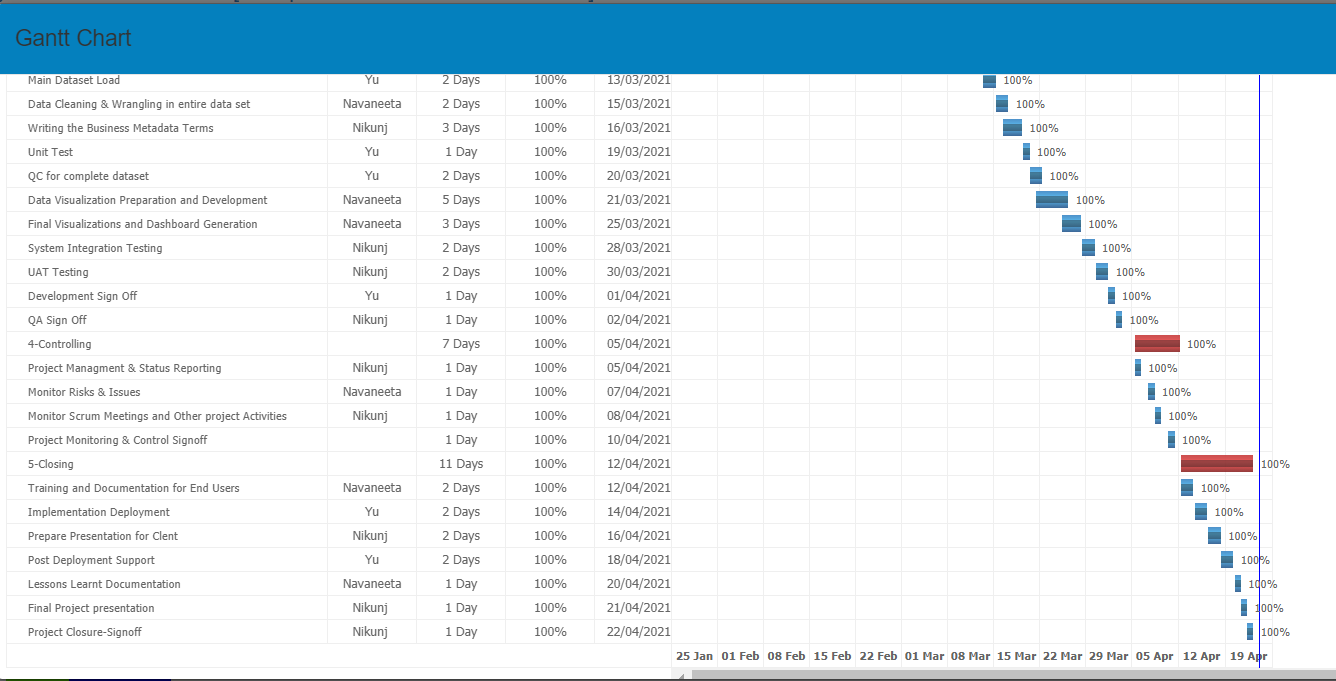 Gantt Chart
Main Dataset Load Yu 2 Days 100% 13/03/2021 100%
Data Cleaning & Wrangling in entire data set Navaneeta 2 Days 100% 15/03/2021 100%
Writing the Business Metadata Terms Nikunj 3 Days 100% 16/03/2021 100%
Unit Test Yu 1 Day 100% 19/03/2021 100%
QC for complete dataset Yu 2 Days 100% 20/03/2021 100%
Data Visualization Preparation and Development Navaneeta 5 Days 100% 21/03/2021 100%
Final Visualizations and Dashboard Generation Navaneeta 3 Days 100% 25/03/2021 100%
System Integration Testing Nikunj 2 Days 100% 28/03/2021 100%
UAT Testing Nikunj 2 Days 100% 30/03/2021 100%
Development Sign Off Yu 1 Day 100% 01/04/2021 100%
QA Sign Off Nikunj 1 Day 100% 02/04/2021 100%
4-Controlling 7 Days 100% 05/04/2021 100%
Project Managment & Status Reporting Nikunj 1 Day 100% 05/04/2021 100%
Monitor Risks & Issues Navaneeta 1 Day 100% 07/04/2021 100%
Monitor Scrum Meetings and Other project Activities Nikunj 1 Day 100% 08/04/2021 100%
Project Monitoring & Control Signoff 1 Day 100% 10/04/2021 100%
5-Closing 11 Days 100% 12/04/2021 100%
Training and Documentation for End Users Navaneeta 2 Days 100% 12/04/2021 100%
Implementation Deployment Yu 2 Days 100% 14/04/2021 100%
Prepare Presentation for Clent Nikunj 2 Days 100% 16/04/2021 100%
Post Deployment Support Yu 2 Days 100% 18/04/2021 100%
Lessons Learnt Documentation Navaneeta 1 Day 100% 20/04/2021 100%
Final Project presentation Nikunj 1 Day 100% 21/04/2021 100%
Project Closure-Signoff Nikunj 1 Day 100% 22/04/2021 100%
25 Jan 01 Feb 08 Feb 15 Feb 22 Feb 01 Mar 08 Mar 15 Mar 22 Mar 29 Mar 05 Apr 12 Apr 19 Apr